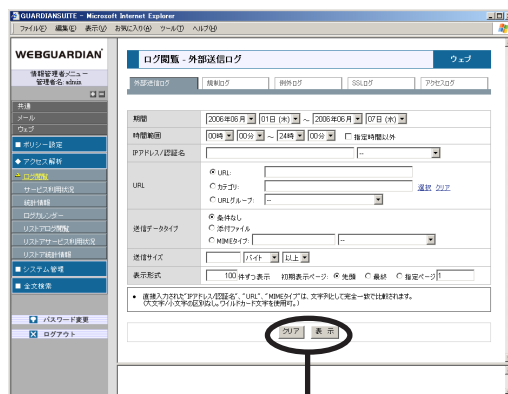 GUARDIANSUITE - Microsoft Internet Explorer
ファイル(F) 編集(E) 表示(V) お気に入り(A) ツール(T) ヘルプ(H)
WEBGUARDIAN
情報管理者メニュー
管理者名: admin
共通
メール
ウェブ
■ ポリシー設定
◆ アクセス解析
ログ閲覧
サービス利用状況
統計情報
ログカレンダー
リストアログ閲覧
リストアサービス利用状況
リストア統計情報
■ システム管理
■ 全文検索
パスワード変更
ログアウト
ログ閲覧 - 外部送信ログ ウェブ
外部送信ログ 規制ログ 例外ログ SSLログ アクセスログ
期間 2006年06月 01日 (木) ～ 2006年06月 07日 (水)
時間範囲 00時 00分 ～ 24時 00分 指定時間以外
IPアドレス/認証名 --
URL
URL:
カテゴリ: 選択 クリア
URLグループ: --
送信データタイプ
条件なし
添付ファイル
MIMEタイプ: --
送信サイズ バイト 以上
表示形式 100 件ずつ表示 初期表示ページ: 先頭 最終 指定ページ 1
• 直接入力された"IPアドレス/認証名"、"URL"、"MIMEタイプ"は、文字列として完全一致で比較されます。
(大文字/小文字の区別なし。ワイルドカード文字を使用可。)
クリア 表 示